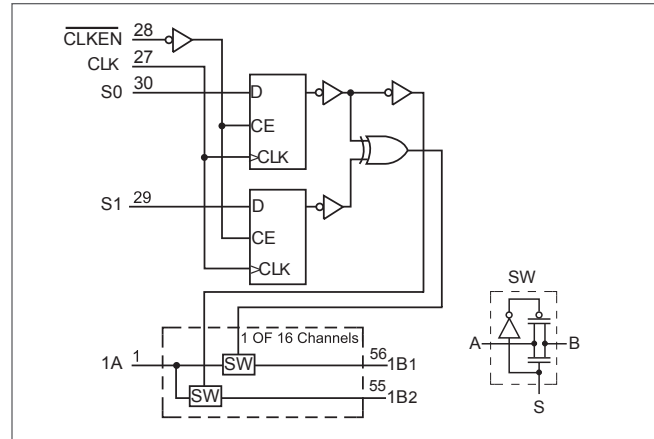 CLKEN 28
CLK 27
S0 30
D
CE
CLK
S1 29
D
CE
CLK
SW
1 OF 16 Channels
A
B
1A 1
SW
56 1B1
SW
55 1B2
S